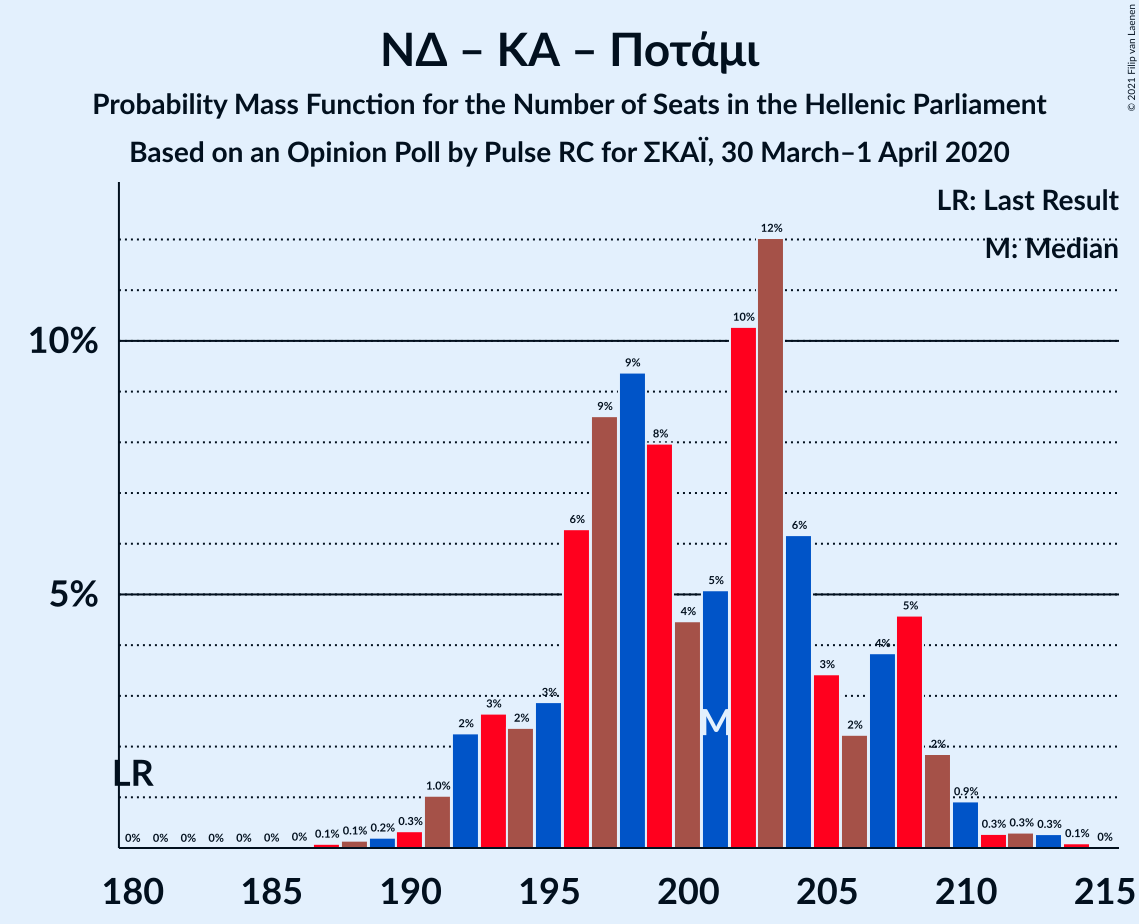 ΝΔ – ΚΑ – Ποτάμι
Probability Mass Function for the Number of Seats in the Hellenic Parliament
Based on an Opinion Poll by Pulse RC for ΣΚΑΪ, 30 March–1 April 2020
© 2021 Filip van Laenen
LR: Last Result
M: Median
10%
5%
0% 0% 0% 0% 0% 0% 0% 0.1% 0.1% 0.2% 0.3% 1.0% 2% 3% 2% 3% 6% 9% 9% 8% 4% 5% 10% 12% 6% 3% 2% 4% 5% 2% 0.9% 0.3% 0.3% 0.3% 0.1% 0%
M
LR
180 185 190 195 200 205 210 215